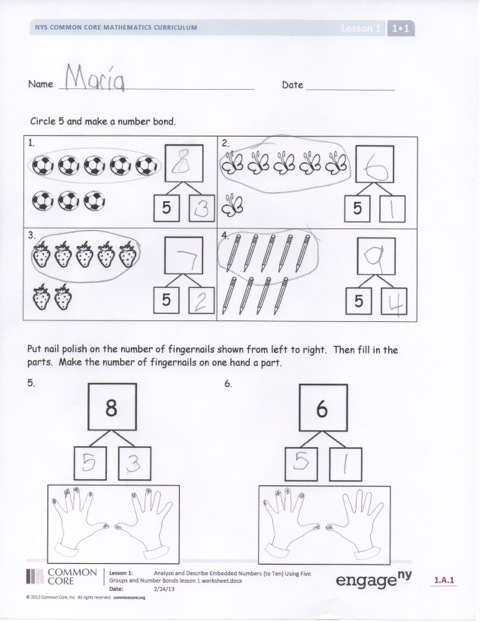 NYS COMMON CORE MATHEMATICS CURRICULUM Lesson 1 1•1
Name María Date
Circle 5 and make a number bond.
1. 8 2. 6
5 3 5 1
3. 7 4. 9
5 2 5 4
Put nail polish on the number of fingernails shown from left to right. Then fill in the
parts. Make the number of fingernails on one hand a part.
5. 6.
8 6
5 3 5 1
COMMON
CORE
Lesson 1: Analyze and Describe Embedded Numbers (to Ten) Using Five
Groups and Number Bonds lesson 1 worksheet.docx
Date: 2/24/13
engage ny
1.A.1
© 2012 Common Core, Inc. All rights reserved. commoncore.org